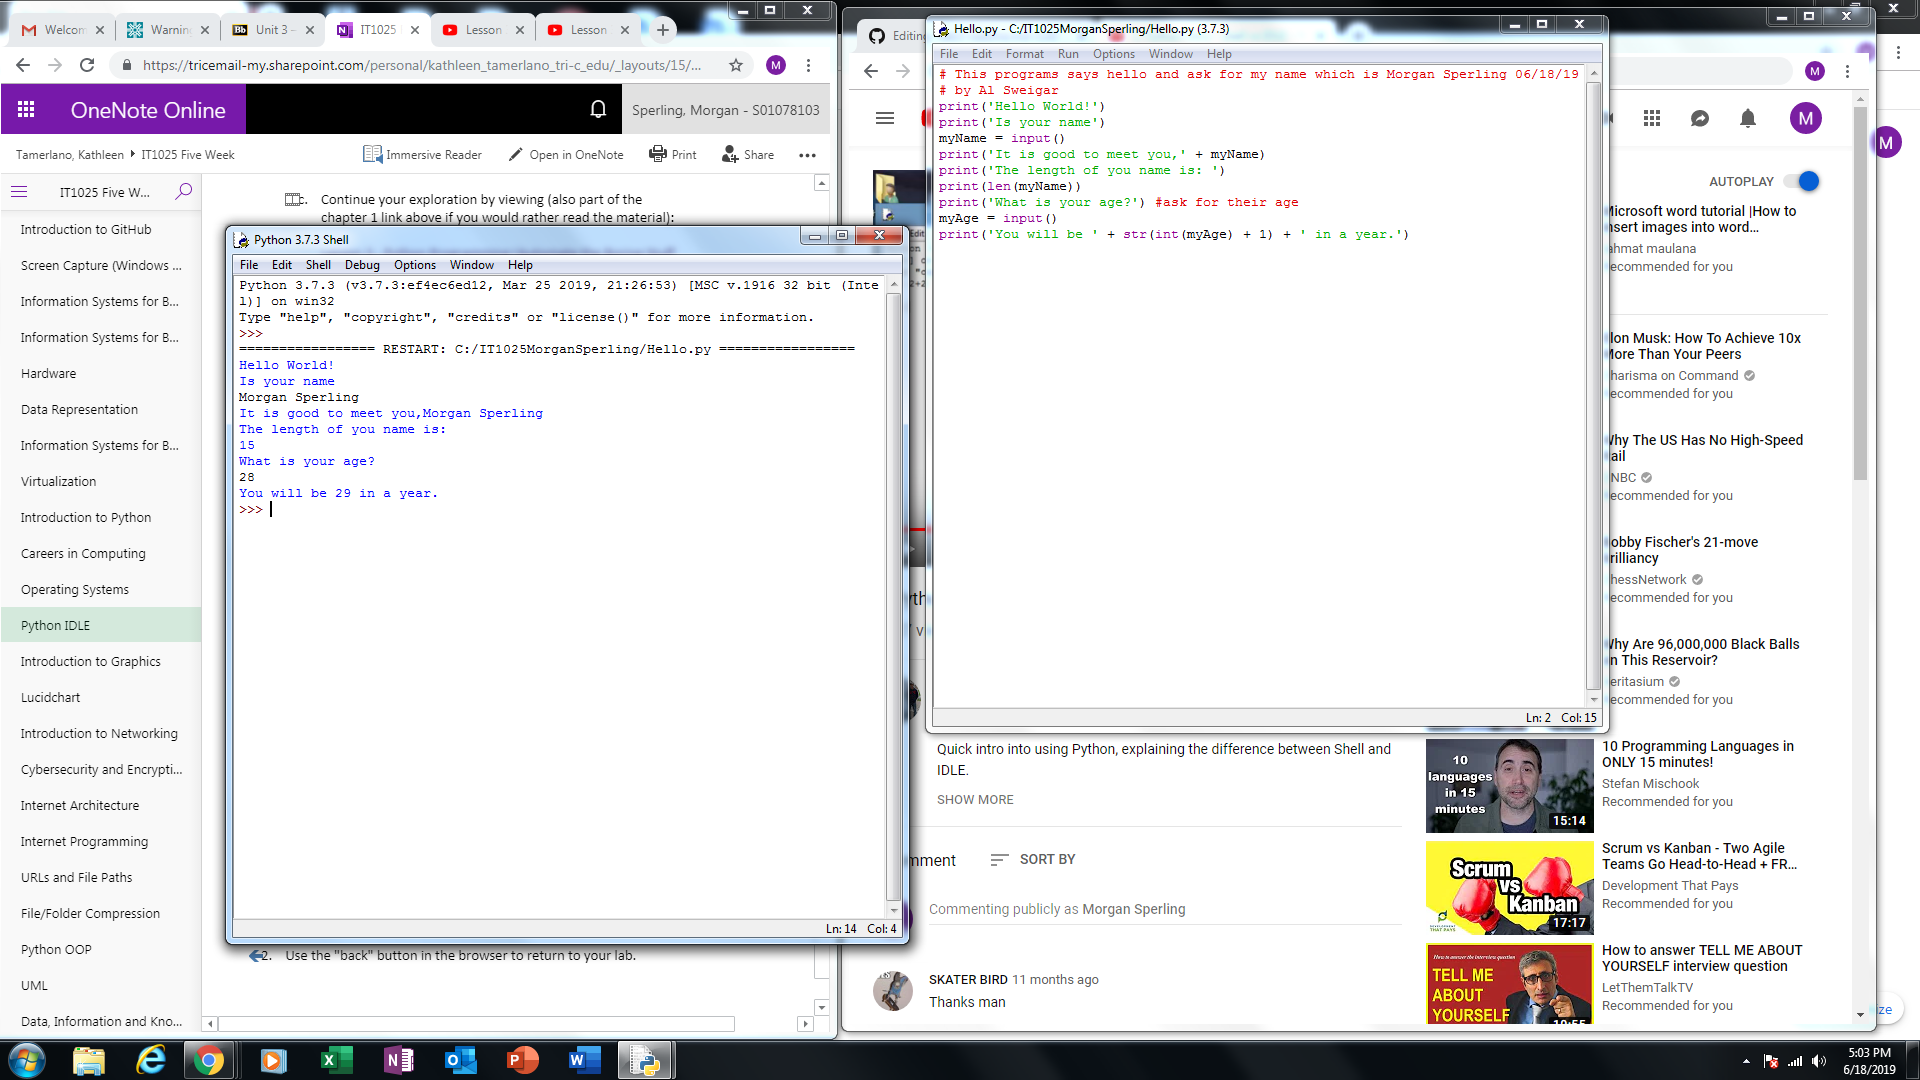 Welcom
Warnin
Unit 3 -
IT1025
Lesson
Lesson
https://tricemail-my.sharepoint.com/personal/kathleen_tamerlano_tri-c_edu/_layouts/15/...
OneNote Online
Sperling, Morgan - S01078103
Tamerlano, Kathleen
IT1025 Five Week
Immersive Reader
Open in OneNote
Print
Share
IT1025 Five W...
Introduction to GitHub
Screen Capture (Windows ...
Information Systems for B...
Information Systems for B...
Hardware
Data Representation
Information Systems for B...
Virtualization
Introduction to Python
Careers in Computing
Operating Systems
Python IDLE
Introduction to Graphics
Lucidchart
Introduction to Networking
Cybersecurity and Encrypti...
Internet Architecture
Internet Programming
URLs and File Paths
File/Folder Compression
Python OOP
UML
Data, Information and Kno...
c. Continue your exploration by viewing (also part of the
chapter 1 link above if you would rather read the material):
2. Use the "back" button in the browser to return to your lab.
Python 3.7.3 Shell
File Edit Shell Debug Options Window Help
Python 3.7.3 (v3.7.3:ef4ec6ed12, Mar 25 2019, 21:26:53) [MSC v.1916 32 bit (Inte
l)] on win32
Type "help", "copyright", "credits" or "license()" for more information.
>>>
================= RESTART: C:/IT1025MorganSperling/Hello.py =================
Hello World!
Is your name
Morgan Sperling
It is good to meet you,Morgan Sperling
The length of you name is:
15
What is your age?
28
You will be 29 in a year.
>>>
Ln: 14 Col: 4
Editing
Hello.py - C:/IT1025MorganSperling/Hello.py (3.7.3)
File Edit Format Run Options Window Help
# This programs says hello and ask for my name which is Morgan Sperling 06/18/19
# by Al Sweigar
print('Hello World!')
print('Is your name')
myName = input()
print('It is good to meet you,' + myName)
print('The length of you name is: ')
print(len(myName))
print('What is your age?') #ask for their age
myAge = input()
print('You will be ' + str(int(myAge) + 1) + ' in a year.')
Ln: 2 Col: 15
Quick intro into using Python, explaining the difference between Shell and
IDLE.
SHOW MORE
mment
SORT BY
Commenting publicly as Morgan Sperling
SKATER BIRD 11 months ago
Thanks man
AUTOPLAY
Microsoft word tutorial |How to
nsert images into word...
ahmat maulana
ecommended for you
lon Musk: How To Achieve 10x
More Than Your Peers
harisma on Command
ecommended for you
Why The US Has No High-Speed
ail
NBC
ecommended for you
obby Fischer's 21-move
rilliancy
hessNetwork
ecommended for you
Why Are 96,000,000 Black Balls
n This Reservoir?
eritasium
ecommended for you
10
languages
in 15
minutes
15:14
10 Programming Languages in
ONLY 15 minutes!
Stefan Mischook
Recommended for you
Scrum
vs
Kanban
DEVELOPMENT
THAT PAYS
17:17
Scrum vs Kanban - Two Agile
Teams Go Head-to-Head + FR...
Development That Pays
Recommended for you
How to answer the interview question
TELL ME
ABOUT
YOURSELF
10:55
How to answer TELL ME ABOUT
YOURSELF interview question
LetThemTalkTV
Recommended for you
5:03 PM
6/18/2019